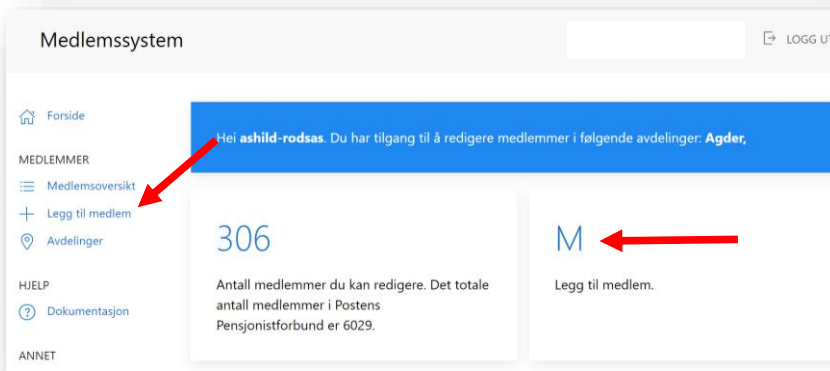 Medlemssystem
LOGG UT
Forside
MEDLEMMER
Medlemsoversikt
Legg til medlem
Avdelinger
HJELP
Dokumentasjon
ANNET
Hei ashild-rodsas. Du har tilgang til å redigere medlemmer i følgende avdelinger: Agder,
306
Antall medlemmer du kan redigere. Det totale
antall medlemmer i Postens
Pensjonistforbund er 6029.
M
Legg til medlem.